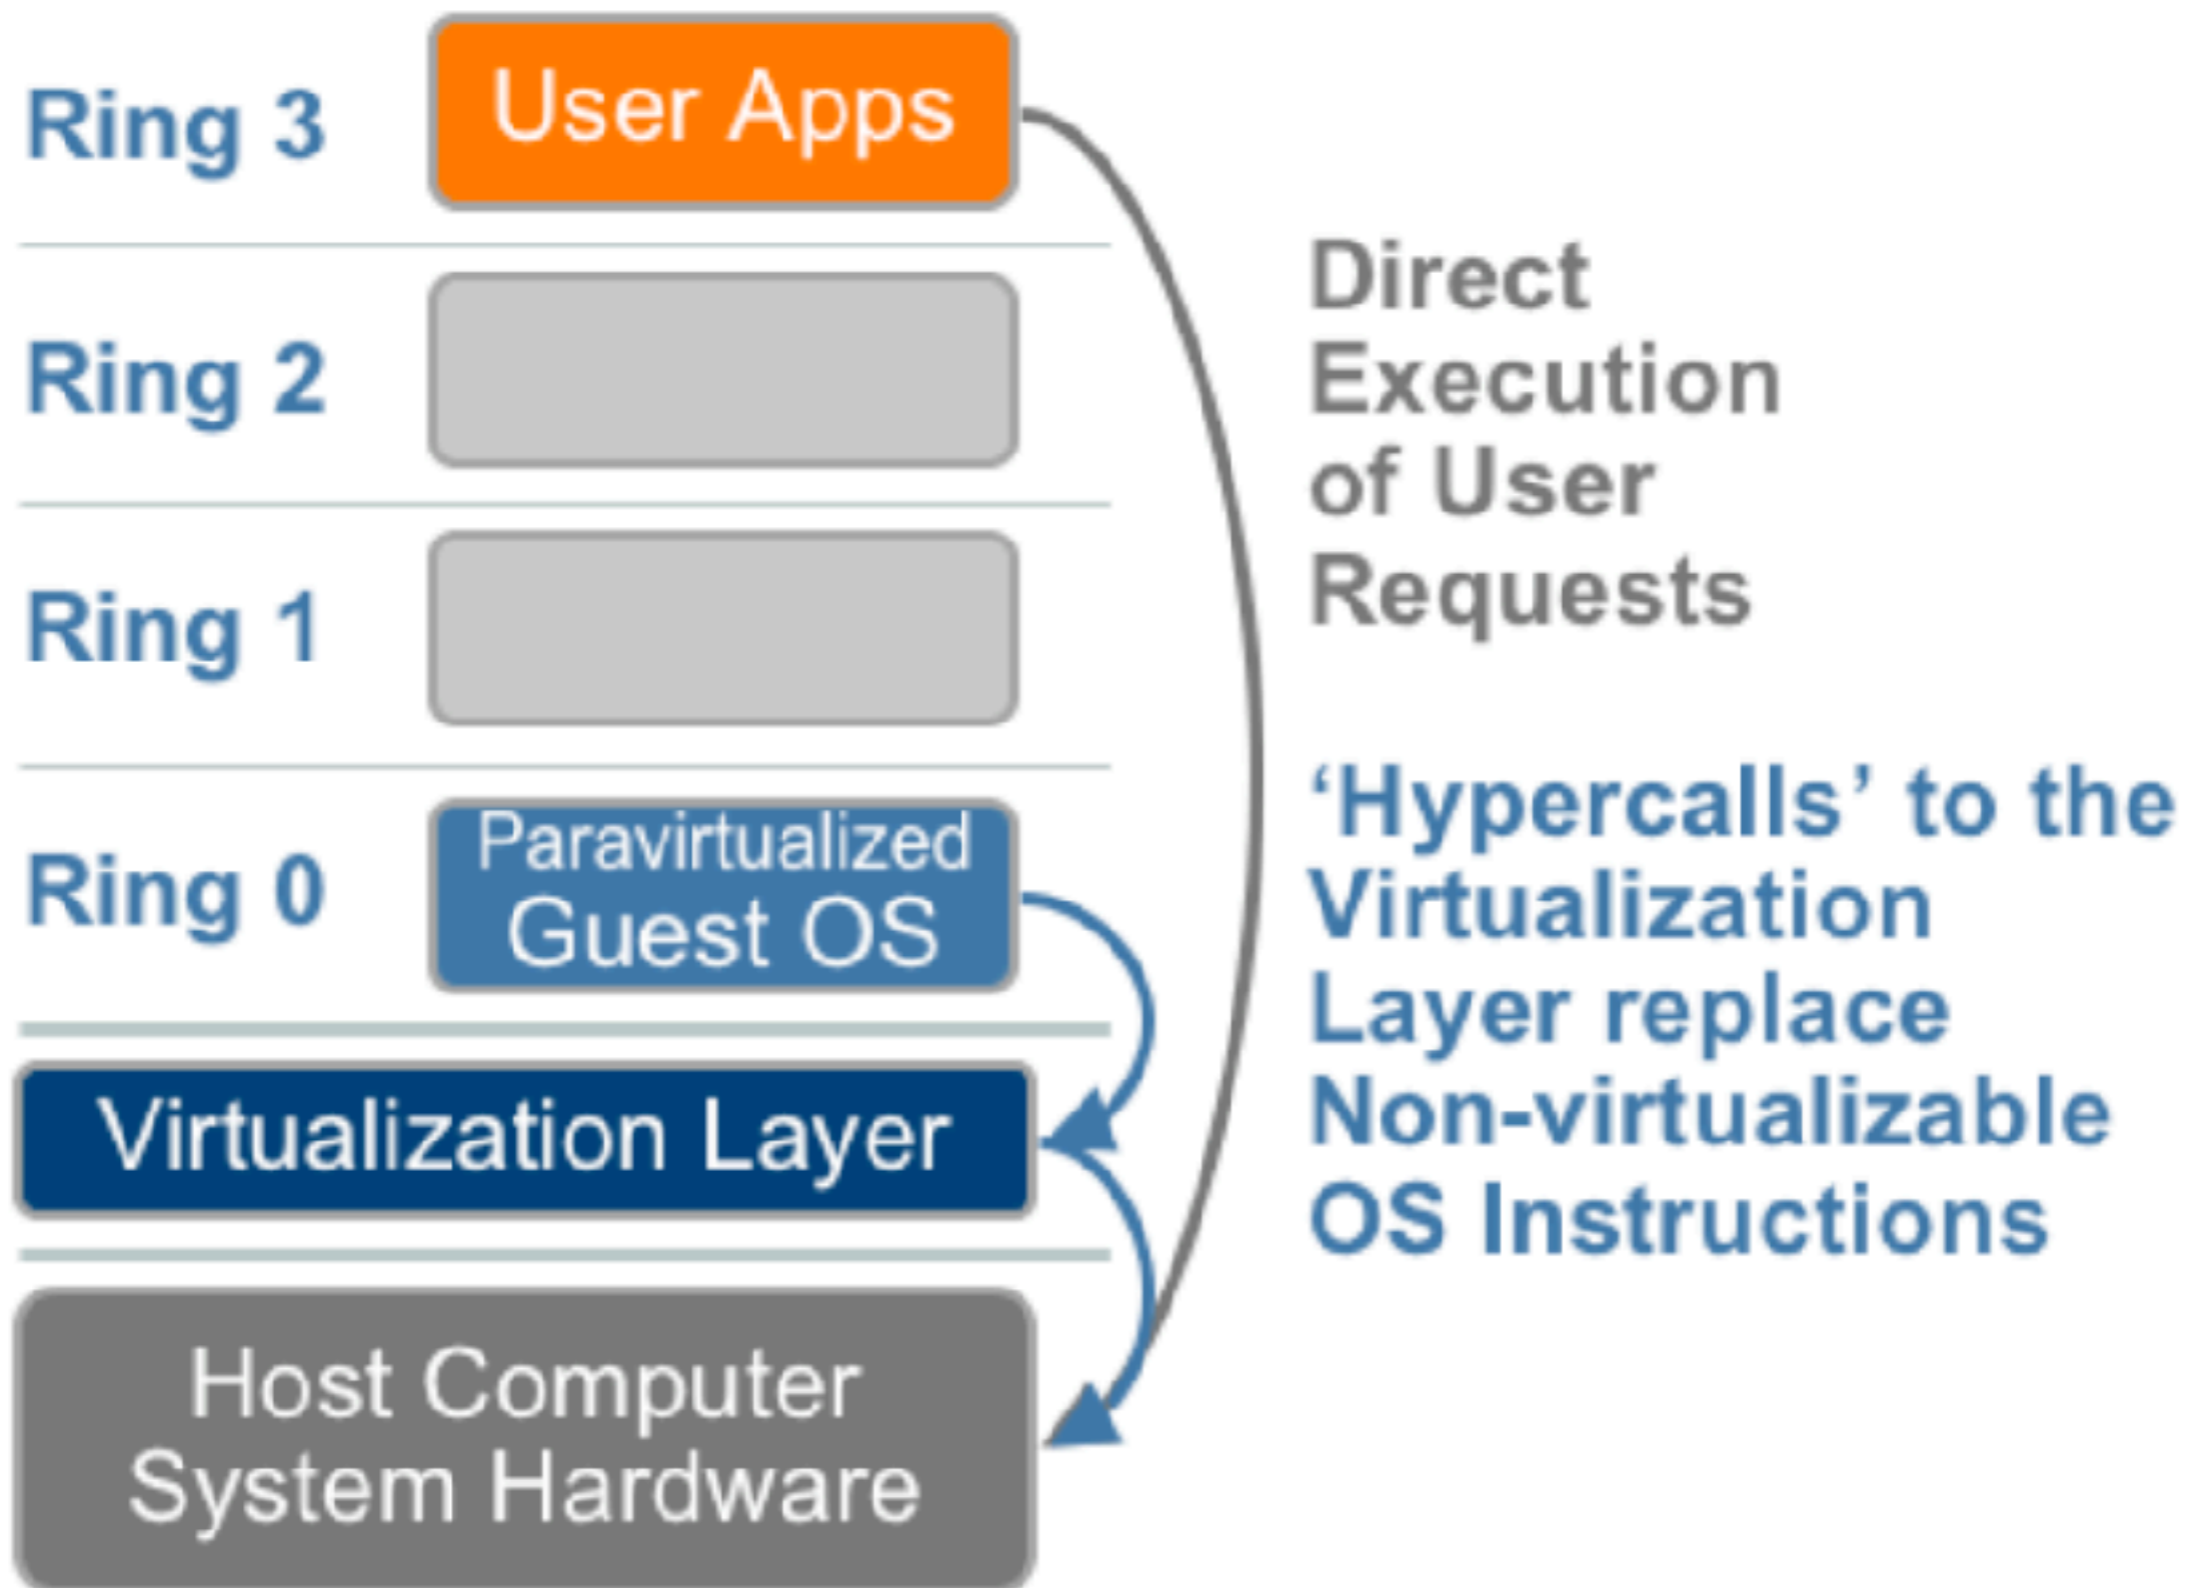 Ring 3
User Apps
Ring 2
Ring 1
Ring 0
Paravirtualized
Guest OS
Virtualization Layer
Host Computer
System Hardware
Direct
Execution
of User
Requests
‘Hypercalls’ to the
Virtualization
Layer replace
Non-virtualizable
OS Instructions